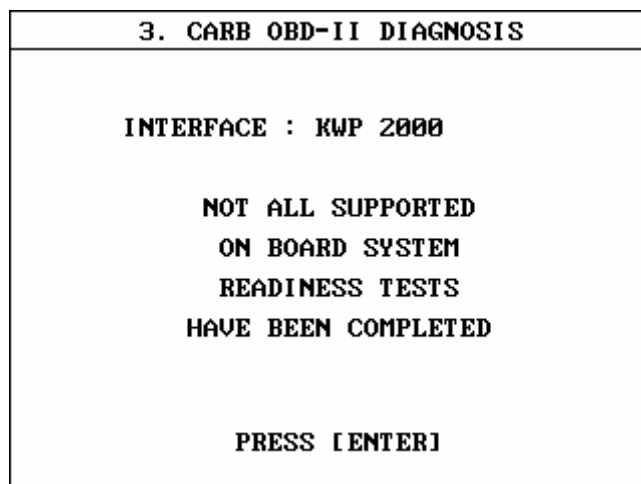 3. CARB OBD-II DIAGNOSIS
INTERFACE : KWP 2000
NOT ALL SUPPORTED
ON BOARD SYSTEM
READINESS TESTS
HAVE BEEN COMPLETED
PRESS [ENTER]